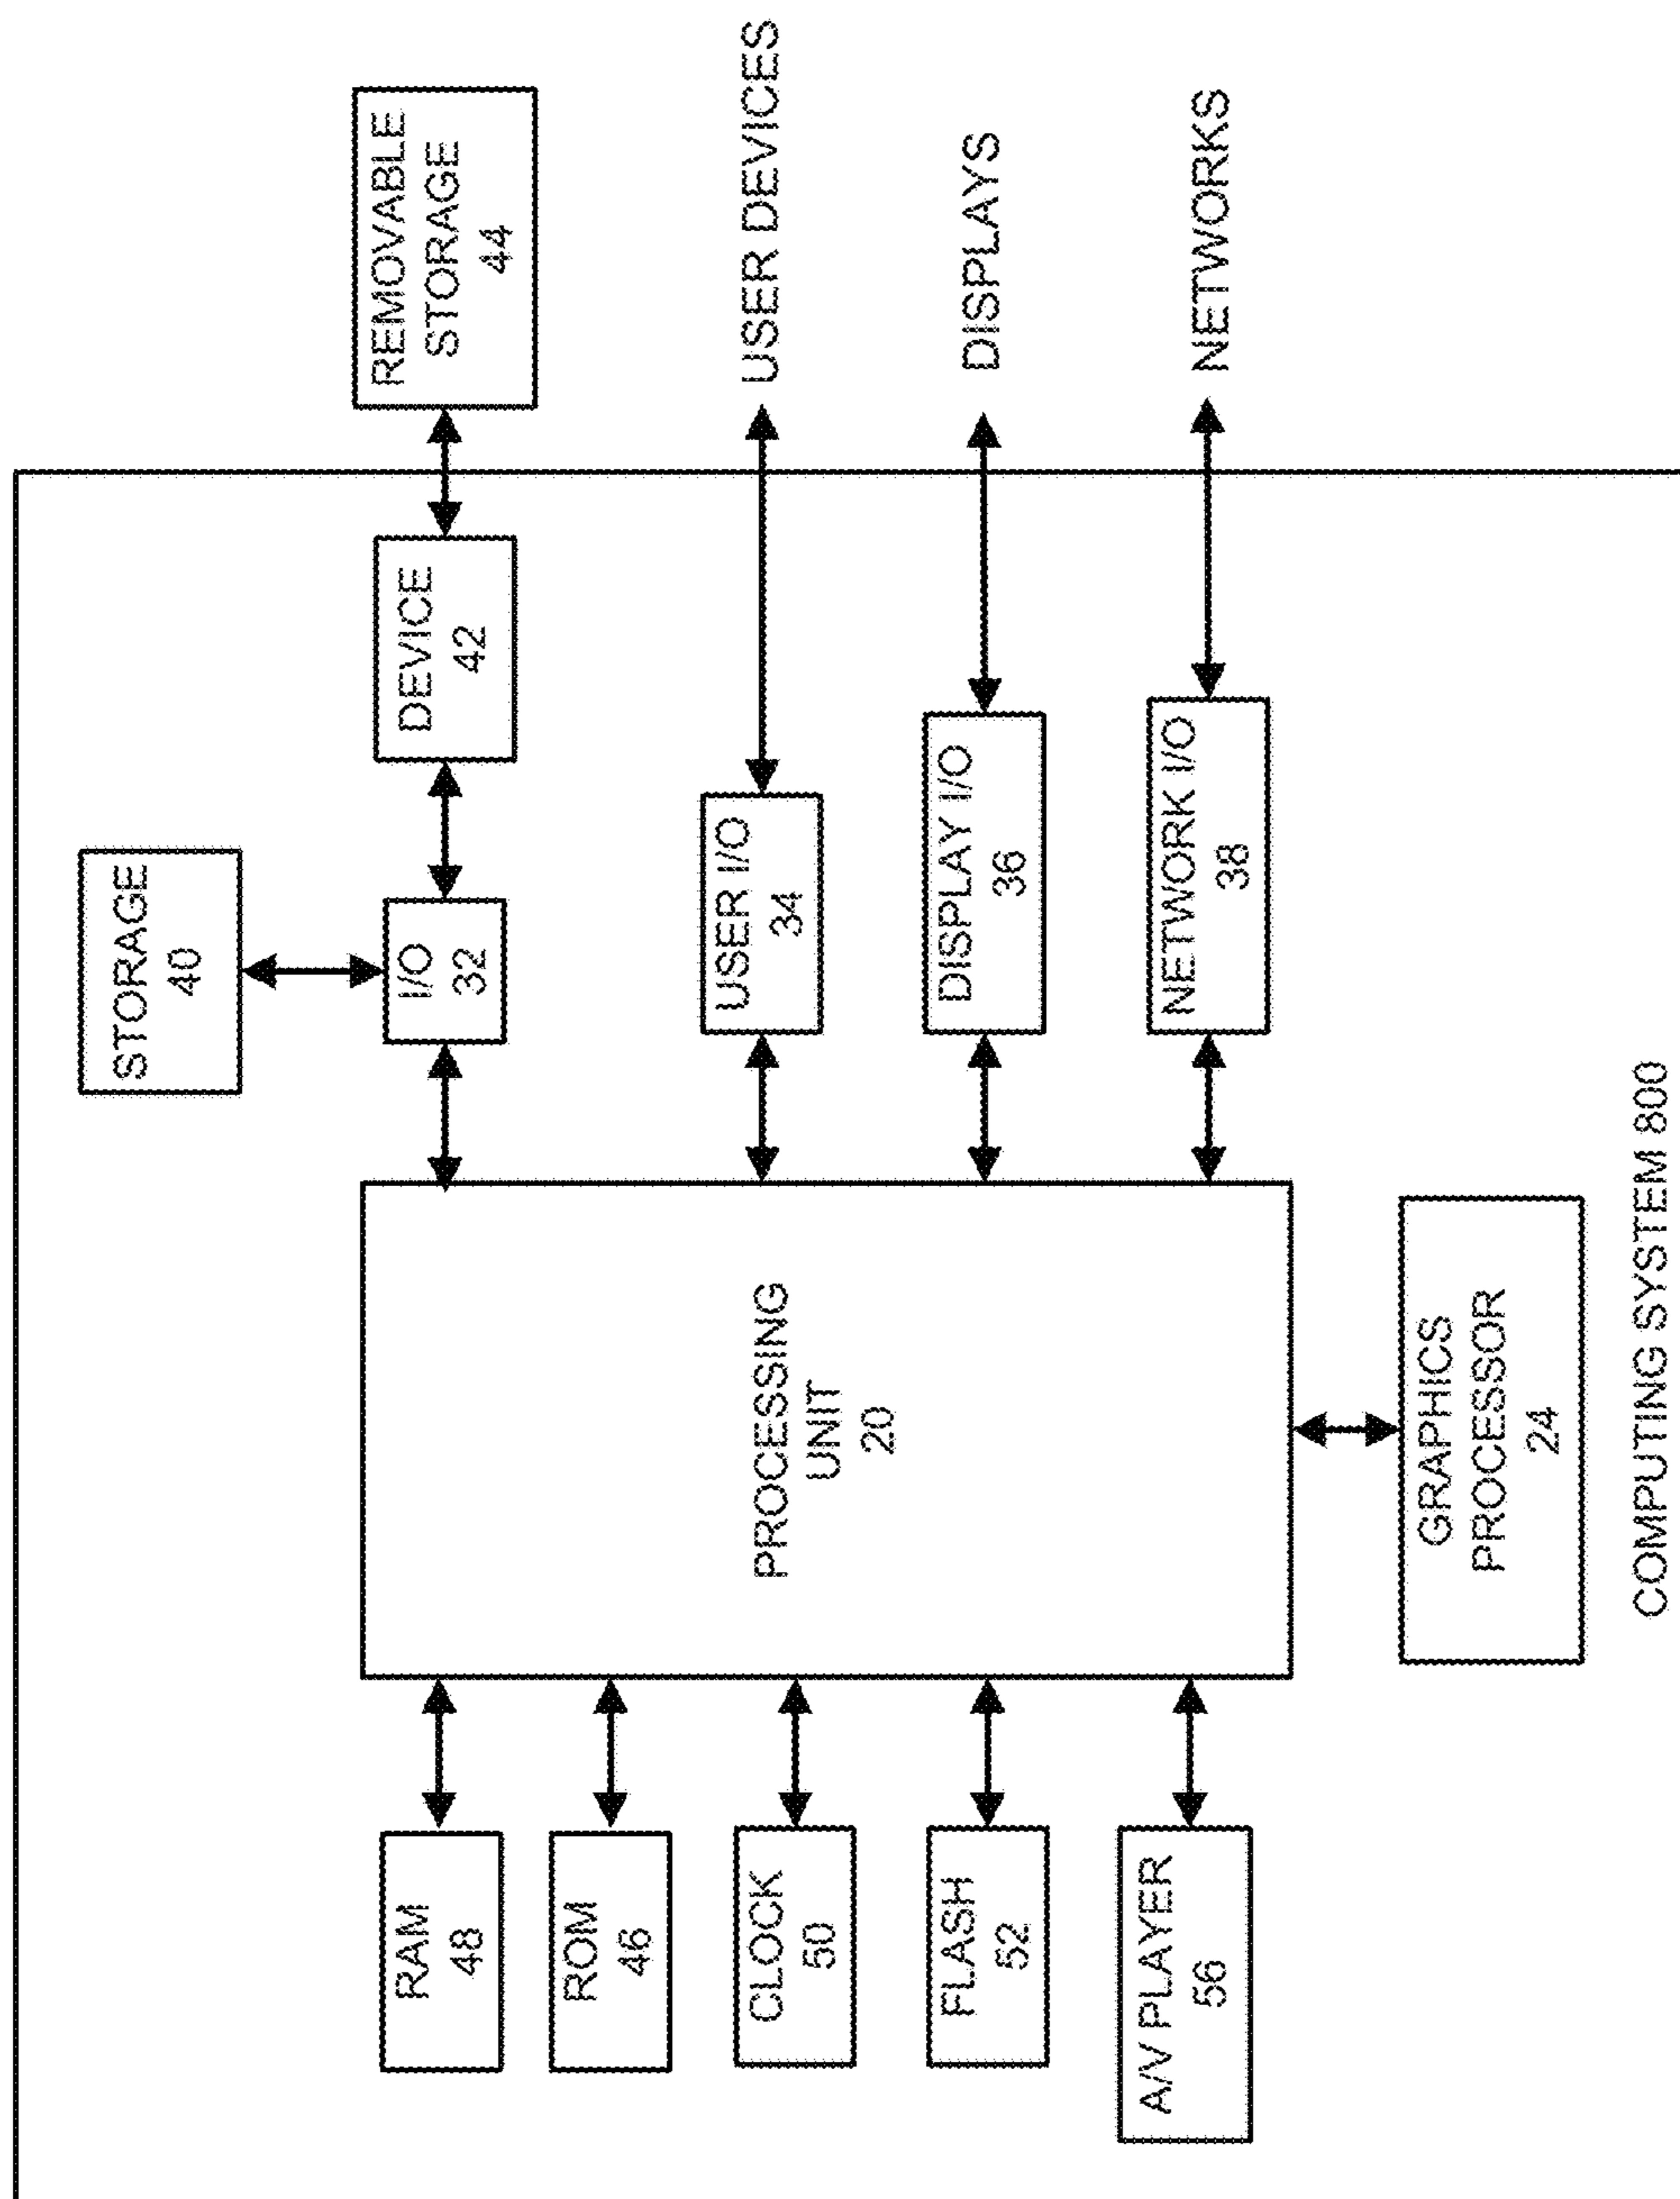 STORAGE
40
I/O
32
DEVICE
42
REMOVABLE
STORAGE
44
RAM
48
ROM
46
CLOCK
50
FLASH
52
A/V PLAYER
56
PROCESSING
UNIT
20
USER I/O
34
USER DEVICES
DISPLAY I/O
36
DISPLAYS
NETWORK I/O
38
NETWORKS
GRAPHICS
PROCESSOR
24
COMPUTING SYSTEM 800